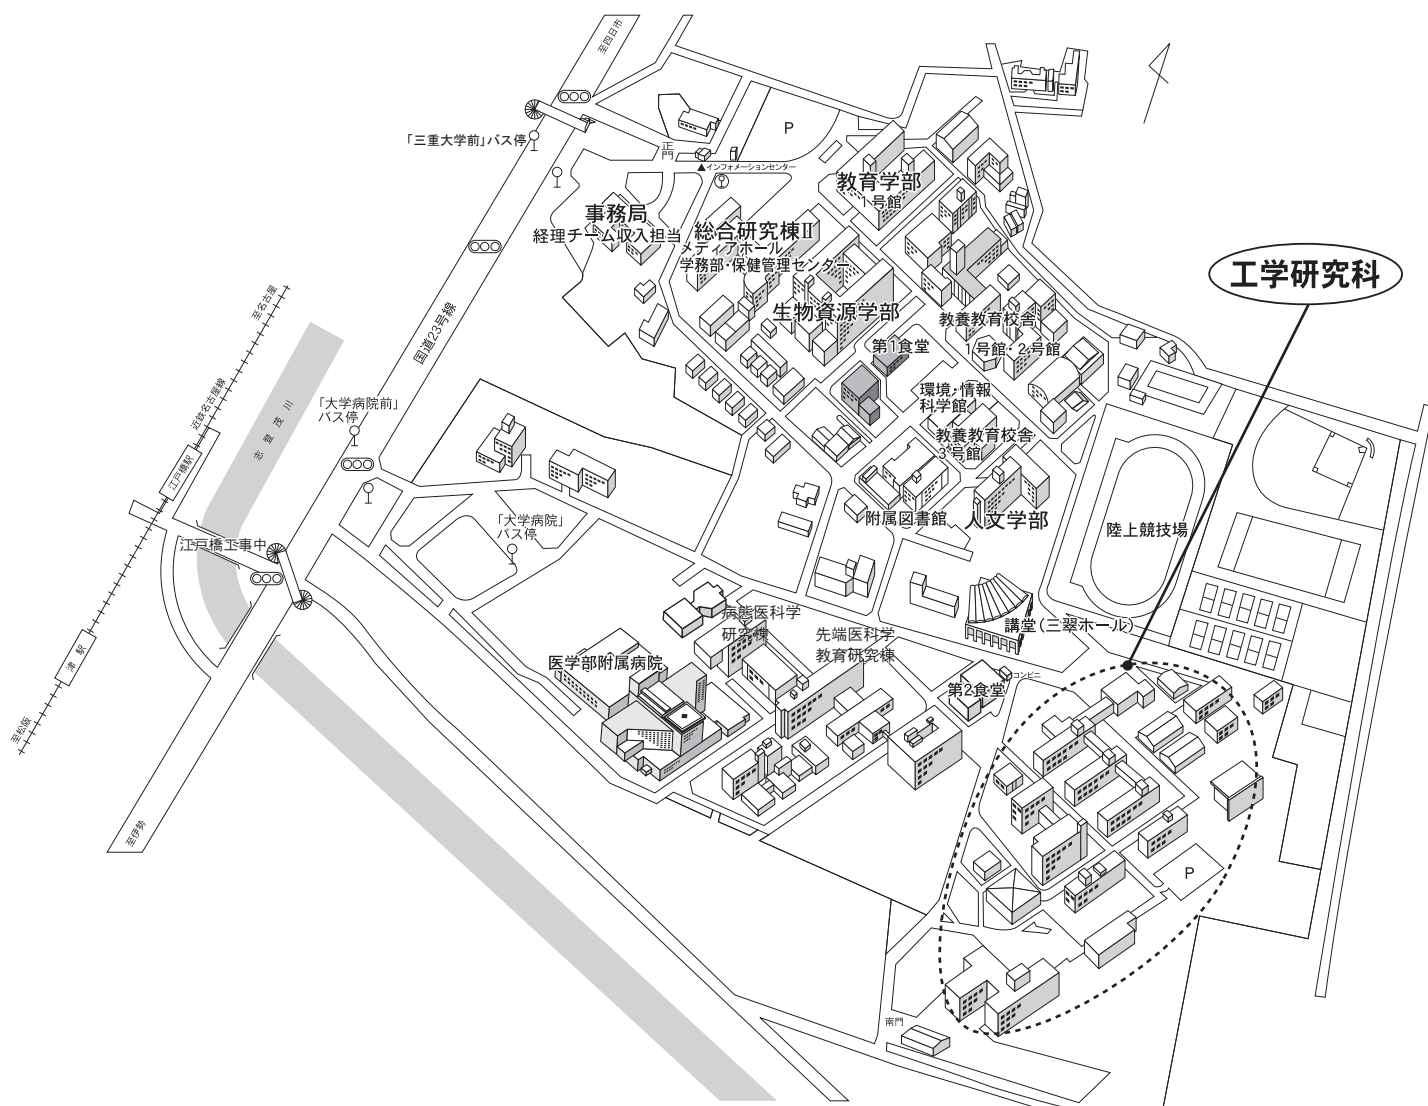 至四日市
「三重大学前」バス停
正門
インフォメーションセンター
P
教育学部
1号館
事務局
経理チーム収入担当
総合研究棟Ⅱ
メディアホール
学務部・保健管理センター
生物資源学部
工学研究科
教養教育校舎
1号館・2号館
第1食堂
環境・情報
科学館
教養教育校舎
3号館
附属図書館
人文学部
陸上競技場
至名古屋
国道23号線
近鉄名古屋線
志登茂川
「大学病院前」
バス停
江戸橋駅
江戸橋工事中
「大学病院」
バス停
津駅
至松阪
至伊勢
病態医科学
研究棟
先端医科学
教育研究棟
医学部附属病院
講堂(三翠ホール)
コンビニ
第2食堂
P
南門